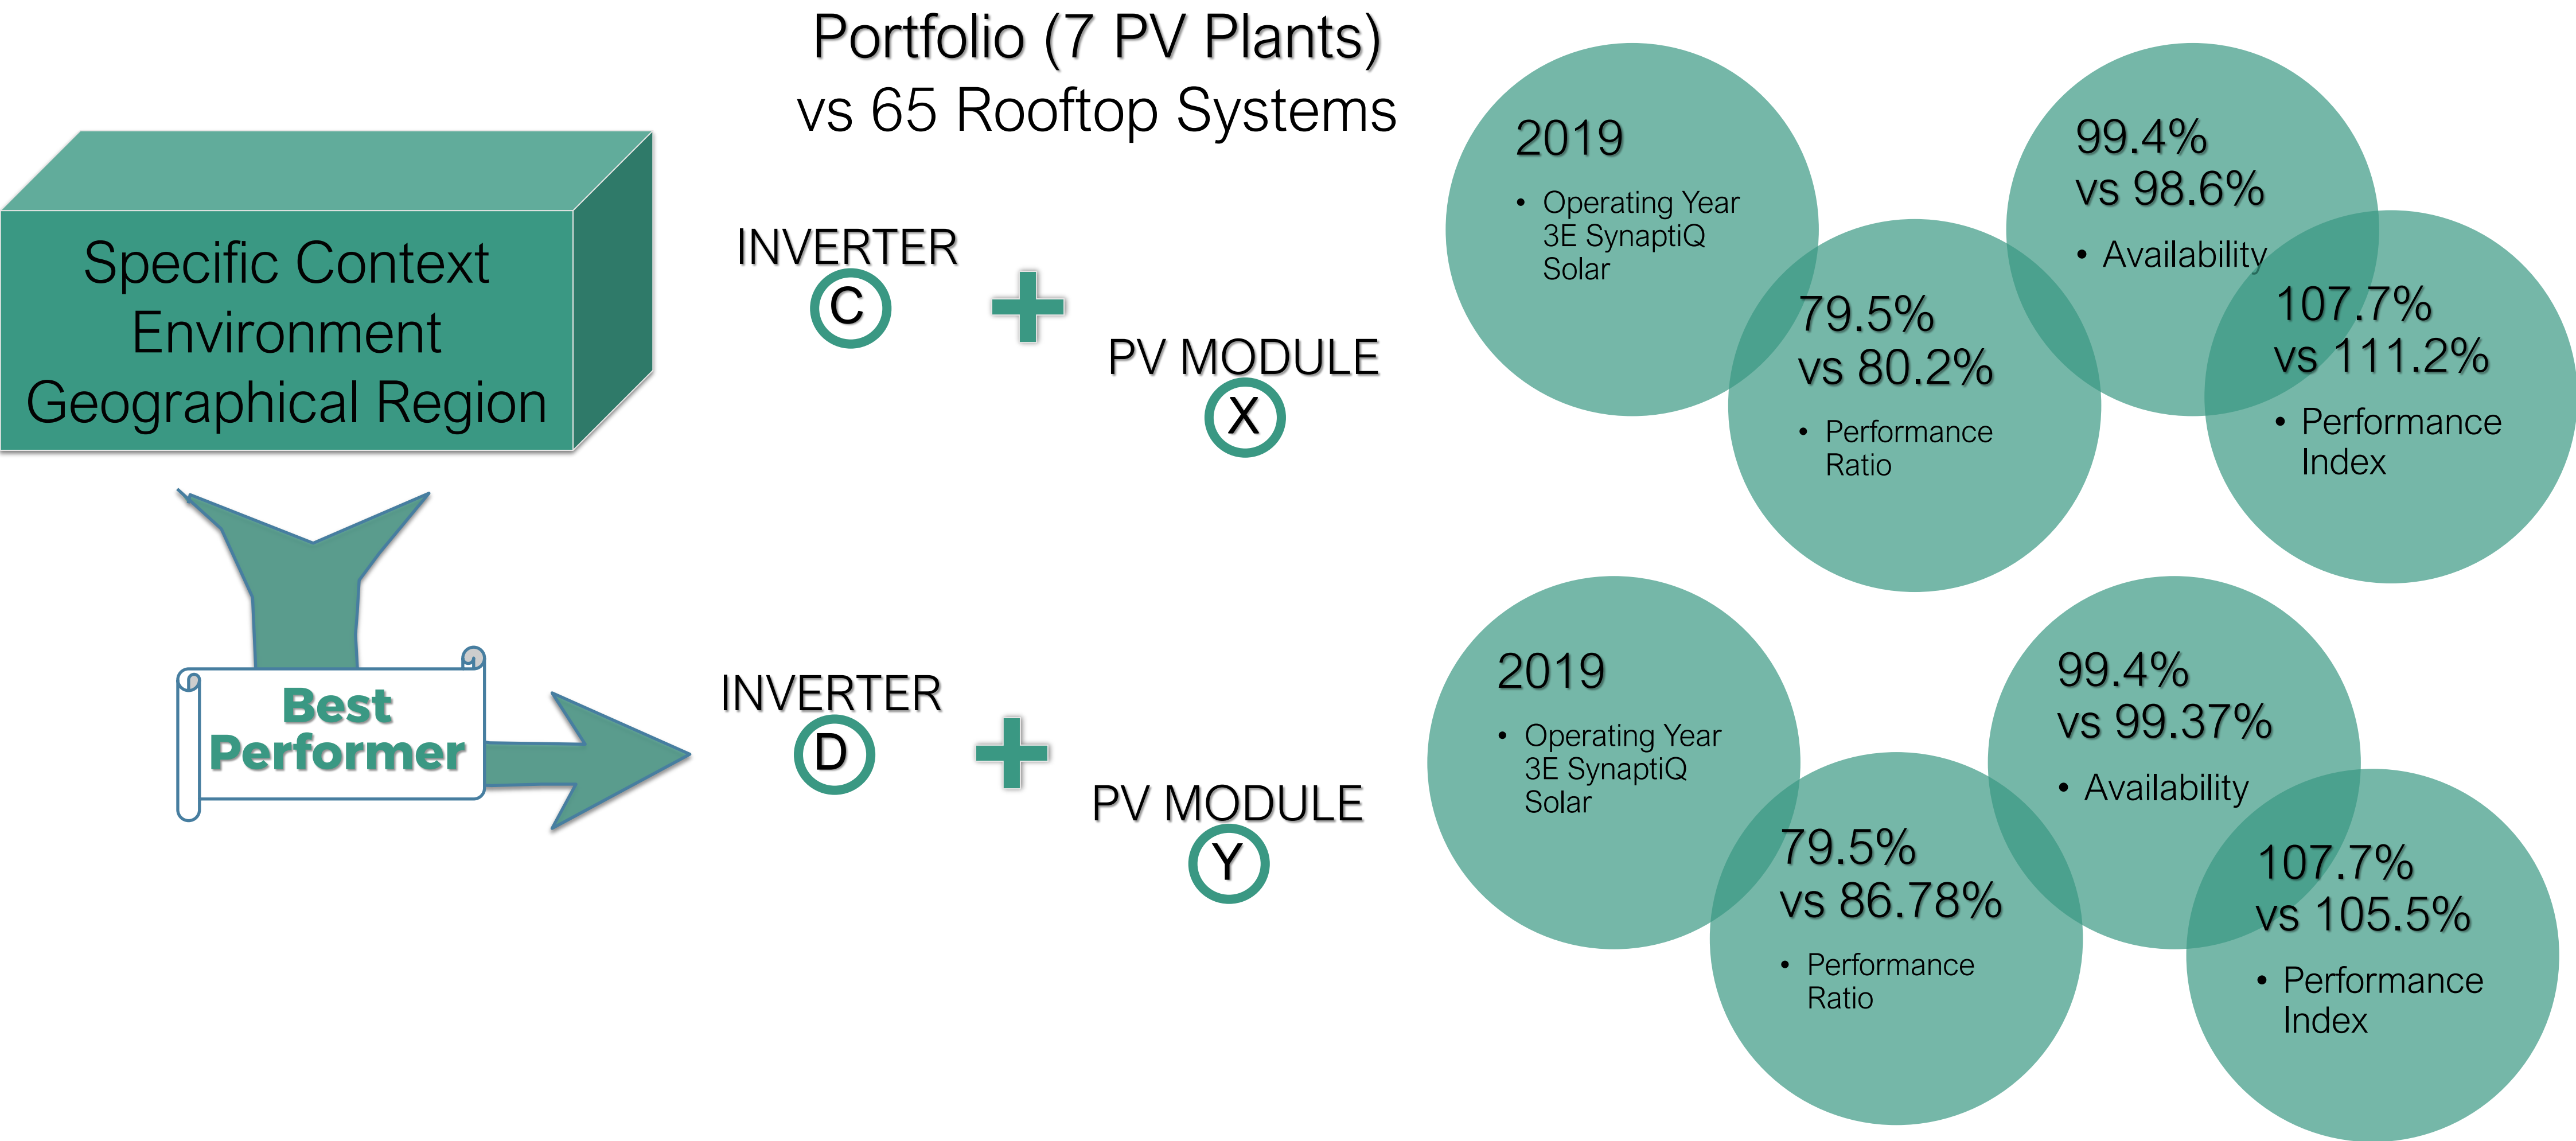 Portfolio (7 PV Plants)
vs 65 Rooftop Systems
Specific Context
Environment
Geographical Region
INVERTER
C
PV MODULE
X
2019
• Operating Year
3E SynaptiQ
Solar
79.5%
vs 80.2%
• Performance
Ratio
99.4%
vs 98.6%
• Availability
107.7%
vs 111.2%
• Performance
Index
Best
Performer
INVERTER
D
PV MODULE
Y
2019
• Operating Year
3E SynaptiQ
Solar
79.5%
vs 86.78%
• Performance
Ratio
99.4%
vs 99.37%
• Availability
107.7%
vs 105.5%
• Performance
Index